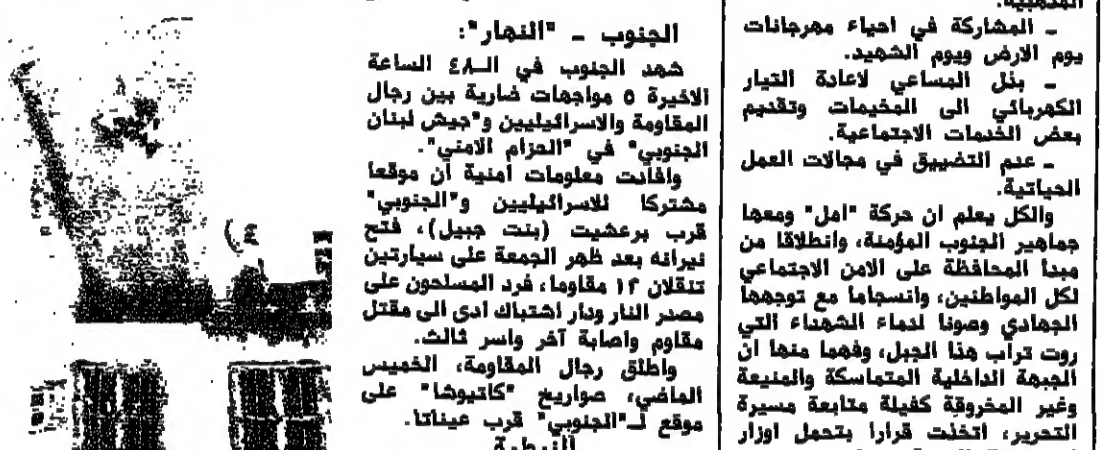 المذهبية.
ـ المشاركة في احياء مهرجانات
يوم الارض ويوم الشهيد.
ـ بذل المساعي لاعادة التيار
الكهربائي الى المخيمات وتقديم
بعض الخدمات الاجتماعية.
ـ عدم التضييق في مجالات العمل
الحياتية.
والكل يعلم ان حركة "امل" ومعها
جماهير الجنوب المؤمنة، وانطلاقا من
مبدأ المحافظة على الامن الاجتماعي
لكل المواطنين، وانسجاما مع توجهها
الجهادي وصونا لدماء الشهداء التي
روت تراب هذا الجبل، وفهما منها ان
الجبهة الداخلية المتماسكة والمنيعة
وغير المخروقة كفيلة متابعة مسيرة
التحرير، اتخذت قرارا بتحمل اوزار
الجنوب ـ "النهار":
شهد الجنوب في الـ٤٨ الساعة
الاخيرة ٥ مواجهات ضارية بين رجال
المقاومة والاسرائيليين و"جيش لبنان
الجنوبي" في "الحزام الامني".
وافادت معلومات أمنية أن موقعا
مشتركا للاسرائيليين و"الجنوبي"
قرب برعشيت (بنت جبيل)، فتح
نيرانه بعد ظهر الجمعة على سيارتين
تنقلان ١٢ مقاوما، فرد المسلحون على
مصدر النار ودار اشتباك ادى الى مقتل
مقاوم واصابة آخر واسر ثالث.
واطلق رجال المقاومة، الخميس
الماضي، صواريخ "كاتيوشا" على
موقع لـ"الجنوبي" قرب عيناتا.
النبطية